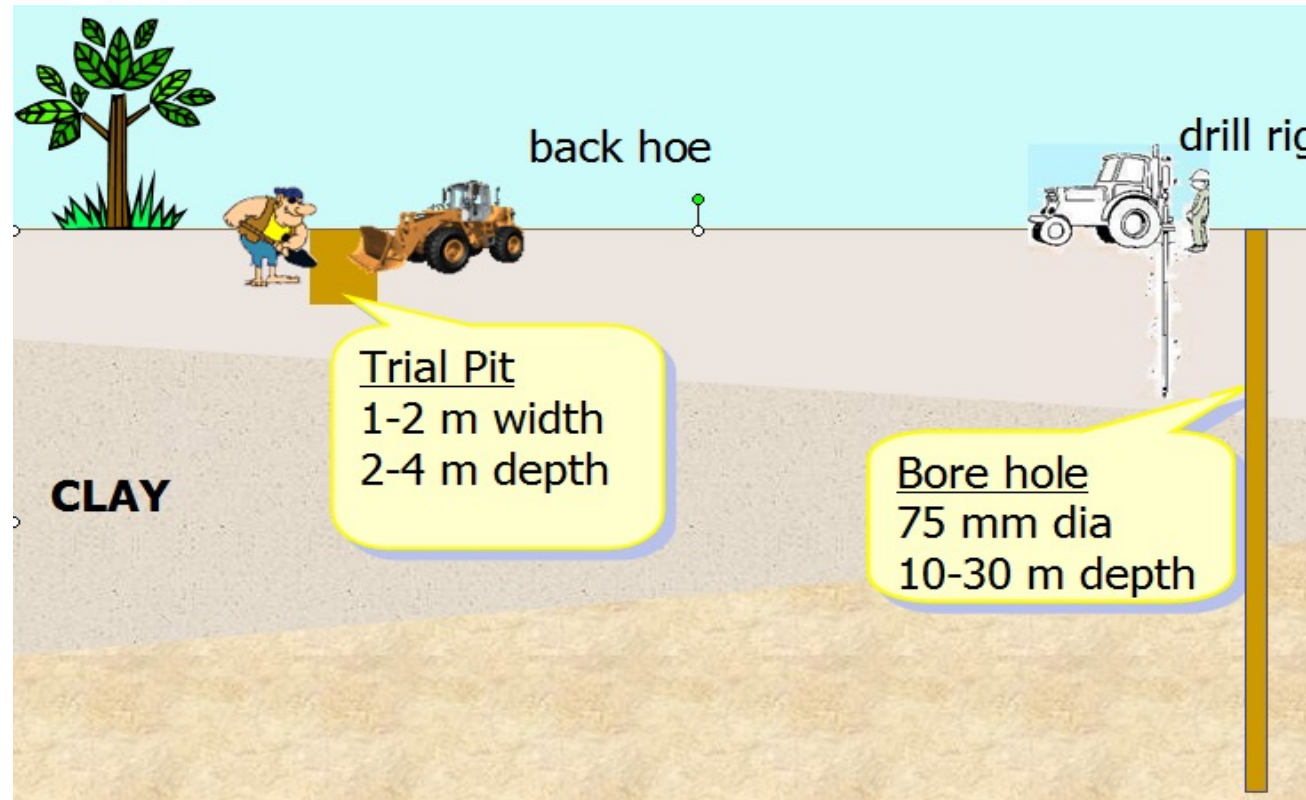 back hoe
drill rig
Trial Pit
1-2 m width
2-4 m depth
CLAY
Bore hole
75 mm dia
10-30 m depth